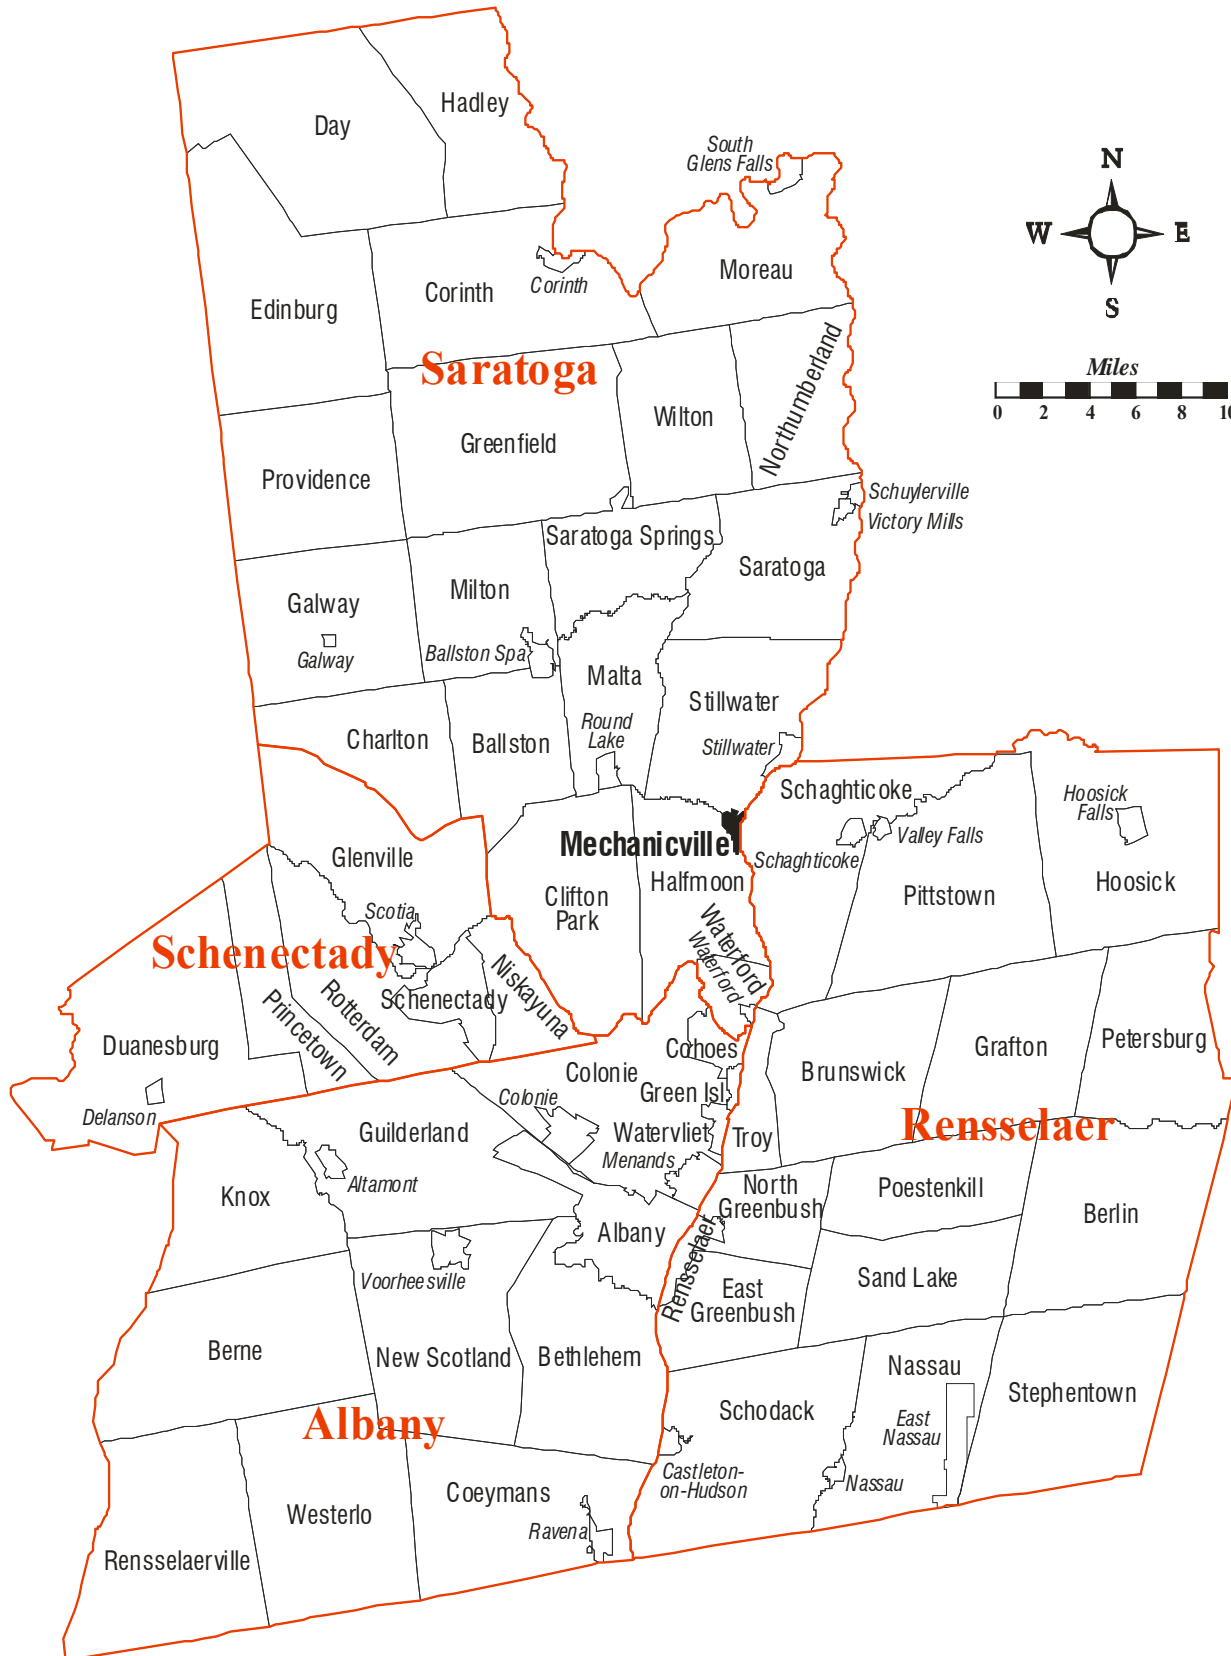 Hadley
Day
South
Glens Falls
N
W
E
S
Moreau
Corinth
Corinth
Edinburg
Miles
0 2 4 6 8 10
Saratoga
Northumberland
Wilton
Greenfield
Providence
Schuylerville
Victory Mills
Saratoga Springs
Saratoga
Milton
Galway
Galway
Ballston Spa
Malta
Stillwater
Round
Lake
Stillwater
Charlton
Ballston
Schaghticoke
Hoosick
Falls
Valley Falls
Mechanicville
Schaghticoke
Glenville
Halfmoon
Hoosick
Pittstown
Clifton
Park
Scotia
Waterford
Waterford
Schenectady
Niskayuna
Schenectady
Rotterdam
Princetown
Duanesburg
Delanson
Cohoes
Colonie
Green Isl.
Colonie
Watervliet
Menands
Troy
Brunswick
Grafton
Petersburg
Rensselaer
Guilderland
Altamont
Knox
North
Greenbush
Poestenkill
Berlin
Albany
Rensselaer
Voorheesville
Sand Lake
East
Greenbush
Berne
New Scotland
Bethlehem
Nassau
Stephentown
Schodack
East
Nassau
Albany
Castleton-
on-Hudson
Nassau
Coeymans
Westerlo
Ravena
Rensselaerville